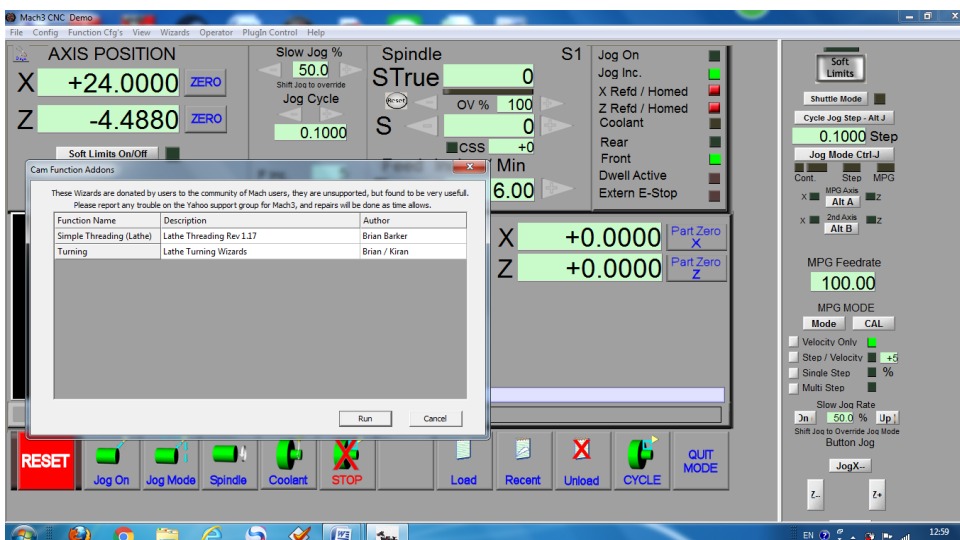 Mach3 CNC Demo
File Config Function Cfg's View Wizards Operator PlugIn Control Help
AXIS POSITION
X +24.0000 ZERO
Z -4.4880 ZERO
Soft Limits On/Off
Slow Jog %
50.0
Shift Jog to override
Jog Cycle
0.1000
Spindle S1
STrue 0
Reset OV % 100
S 0
CSS +0
Min
6.00
Jog On
Jog Inc.
X Refd / Homed
Z Refd / Homed
Coolant
Rear
Front
Dwell Active
Extern E-Stop
Cam Function Addons
These Wizards are donated by users to the community of Mach users, they are unsupported, but found to be very usefull.
Please report any trouble on the Yahoo support group for Mach3, and repairs will be done as time allows.
Function Name Description Author
Simple Threading (Lathe) Lathe Threading Rev 1.17 Brian Barker
Turning Lathe Turning Wizards Brian / Kiran
Run Cancel
X +0.0000 Part Zero X
Z +0.0000 Part Zero Z
RESET
Jog On
Jog Mode
Spindle
Coolent
STOP
Load
Recent
Unload
CYCLE
QUIT MODE
Soft Limits
Shuttle Mode
Cycle Jog Step - Alt J
0.1000 Step
Jog Mode Ctrl-J
Cont. Step MPG
MPG Axis
X Alt A Z
2nd Axis
X Alt B Z
MPG Feedrate
100.00
MPG MODE
Mode CAL
Velocity Only
Step / Velocity +5
Single Step %
Multi Step
Slow Jog Rate
50.0 % Up
Shift Jog to Override Jog Mode
Button Jog
JogX--
Z-- Z+
EN 12:59